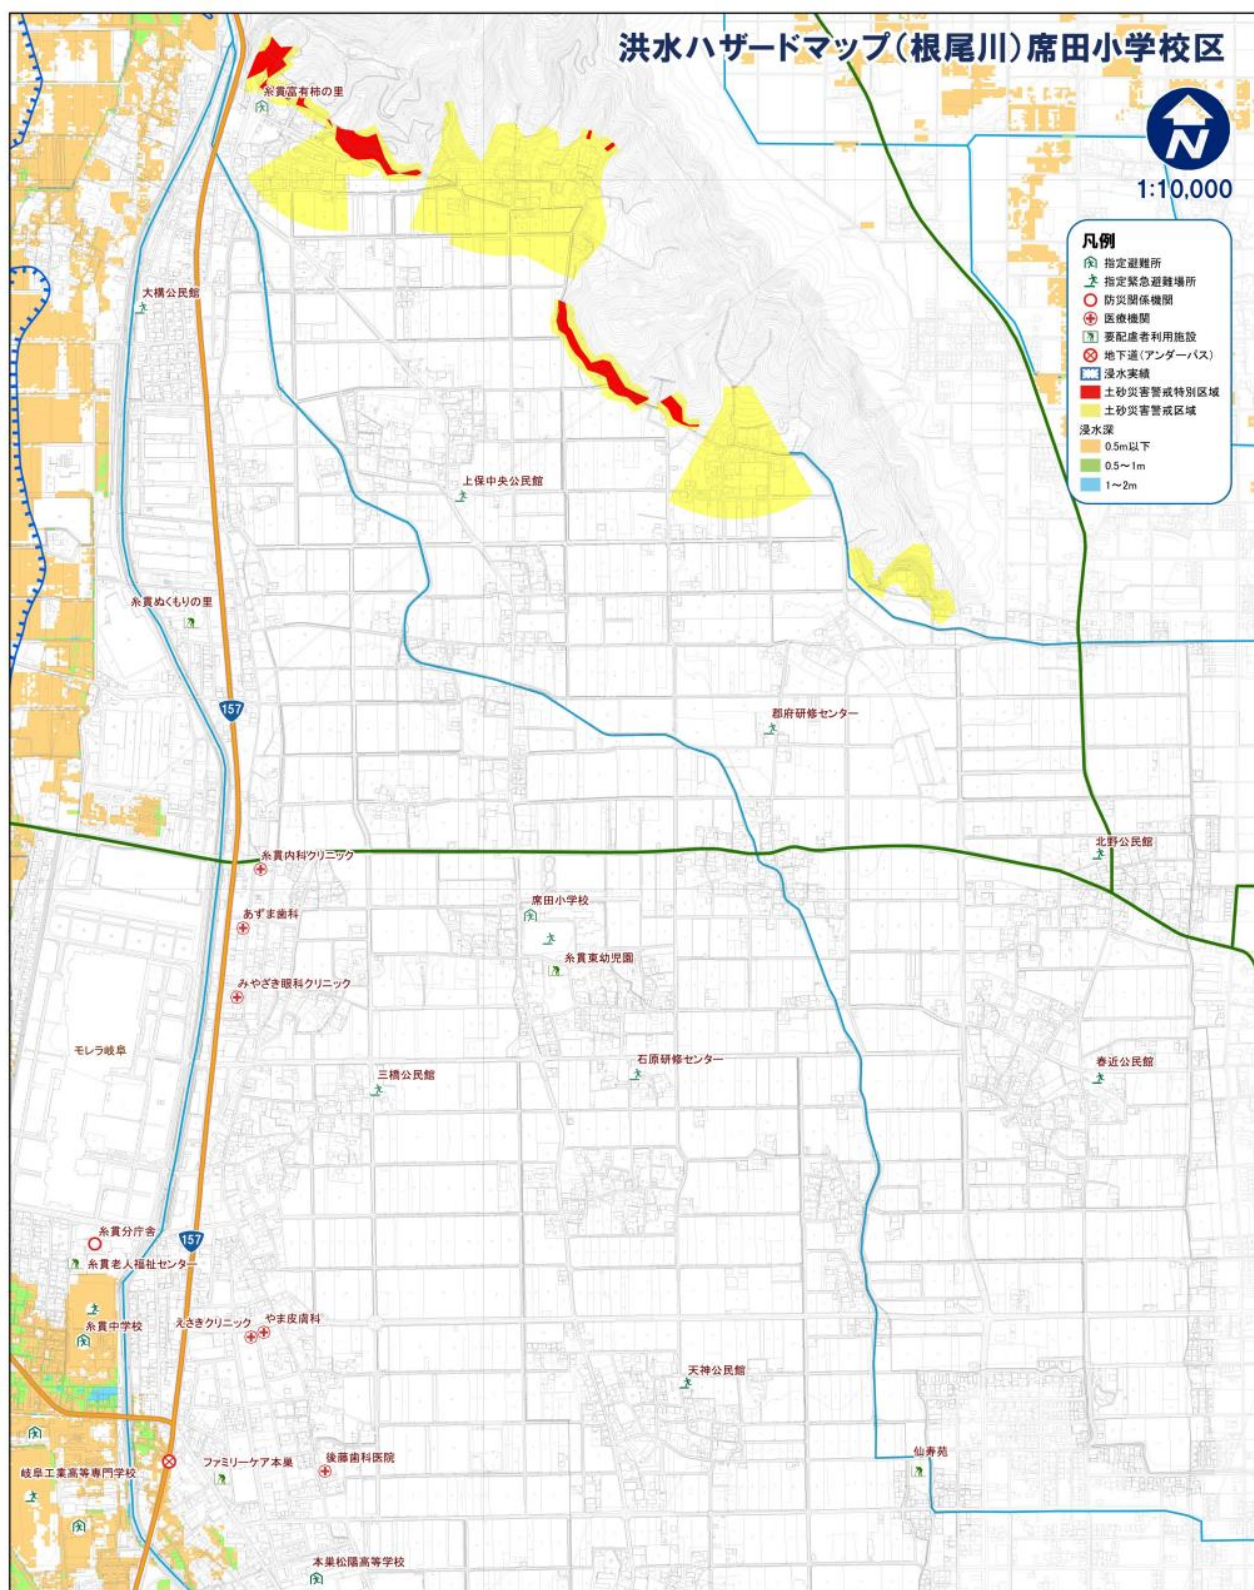 洪水ハザードマップ(根尾川)席田小学校区
N
1:10,000
凡例
指定避難所
指定緊急避難場所
防災関係機関
医療機関
要配慮者利用施設
地下道(アンダーパス)
浸水実績
土砂災害警戒特別区域
土砂災害警戒区域
浸水深
0.5m以下
0.5～1m
1～2m
糸貫富有柿の里
大構公民館
上保中央公民館
糸貫ぬくもりの里
157
郡府研修センター
北野公民館
糸貫内科クリニック
席田小学校
あずま歯科
糸貫東幼児園
みやざき眼科クリニック
モレラ岐阜
石原研修センター
春近公民館
三橋公民館
糸貫分庁舎
157
糸貫老人福祉センター
糸貫中学校
えさきクリニック
やま皮膚科
天神公民館
仙寿苑
後藤歯科医院
ファミリーケア本巣
岐阜工業高等専門学校
本巣松陽高等学校